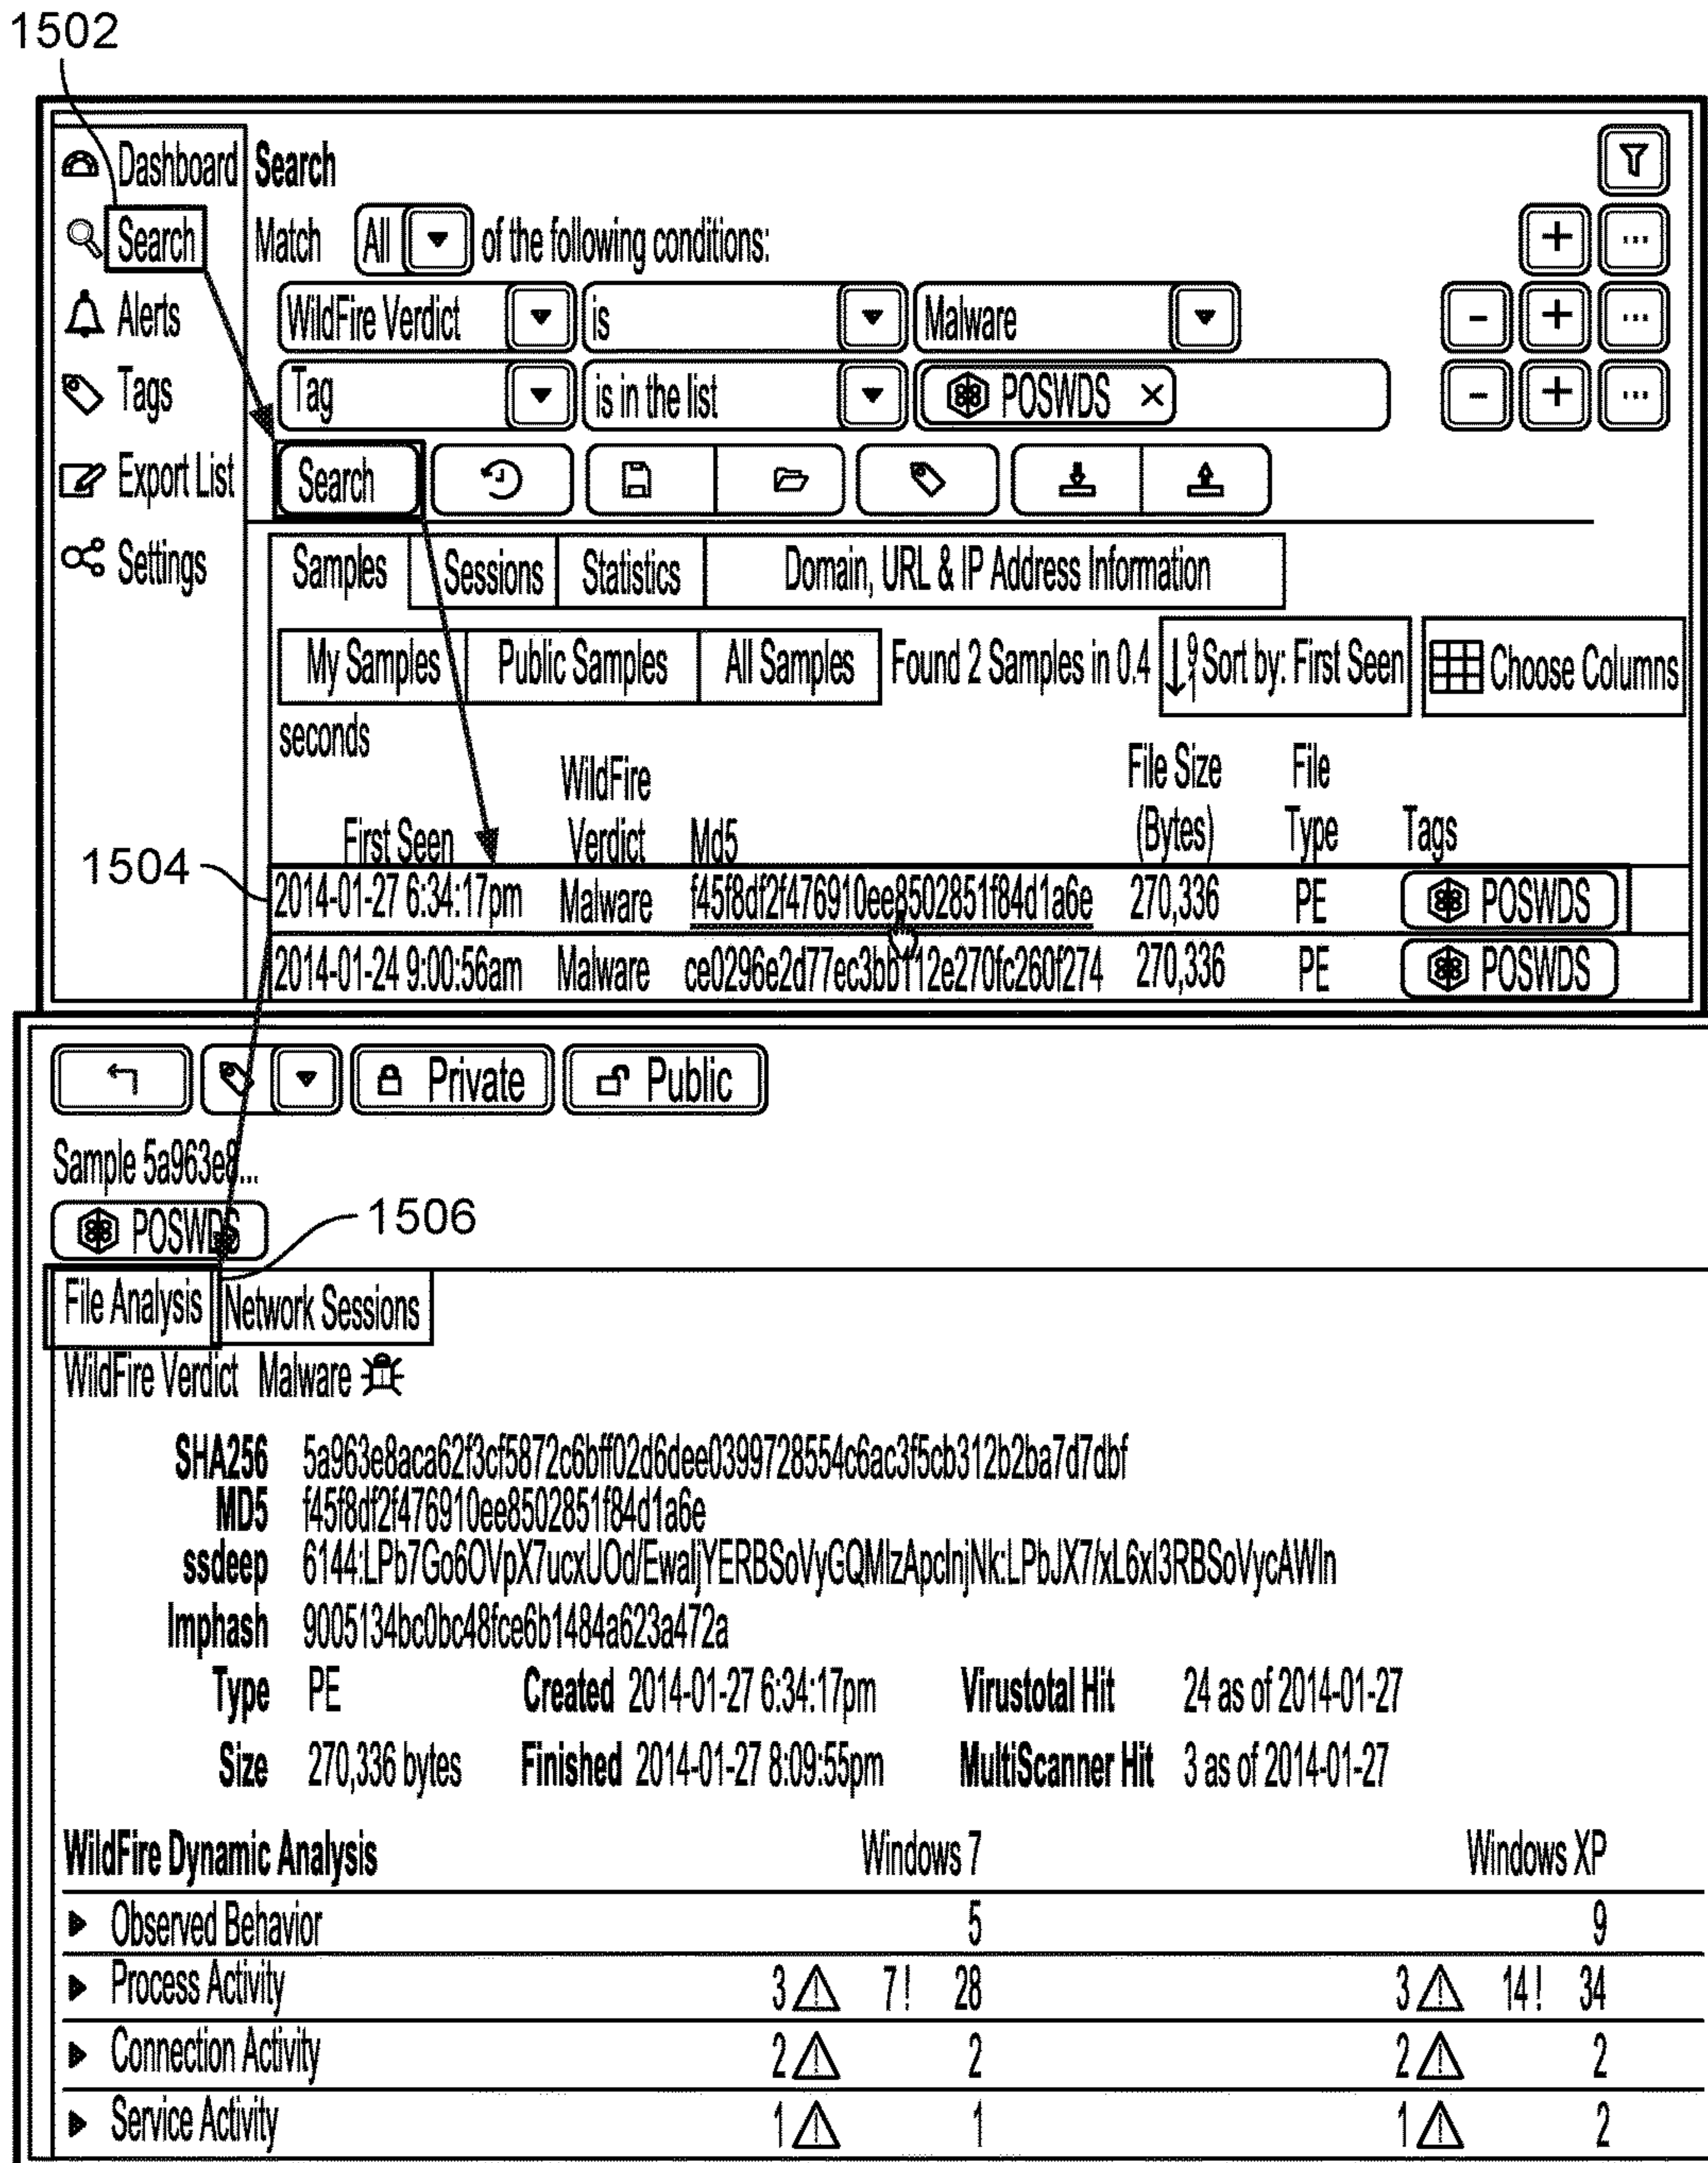 1502
Dashboard Search
Search Match All of the following conditions:
Alerts WildFire Verdict is Malware
Tags Tag is in the list POSWDS
Export List Search
Settings Samples Sessions Statistics Domain, URL & IP Address Information
My Samples Public Samples All Samples Found 2 Samples in 0.4 Sort by: First Seen Choose Columns
seconds
WildFire File Size File
First Seen Verdict Md5 (Bytes) Type Tags
1504
2014-01-27 6:34:17pm Malware f45f8df2f476910ee8502851f84d1a6e 270,336 PE POSWDS
2014-01-24 9:00:56am Malware ce0296e2d77ec3bb112e270fc260f274 270,336 PE POSWDS
Private Public
Sample 5a963e8...
POSWDS 1506
File Analysis Network Sessions
WildFire Verdict Malware
SHA256 5a963e8aca62f3cf5872c6bff02d6dee0399728554c6ac3f5cb312b2ba7d7dbf
MD5 f45f8df2f476910ee8502851f84d1a6e
ssdeep 6144:LPb7Go6OVpX7ucxUOd/EwaljYERBSoVyGQMIzApcInjNk:LPbJX7/xL6xI3RBSoVycAWIn
Imphash 9005134bc0bc48fce6b1484a623a472a
Type PE Created 2014-01-27 6:34:17pm Virustotal Hit 24 as of 2014-01-27
Size 270,336 bytes Finished 2014-01-27 8:09:55pm MultiScanner Hit 3 as of 2014-01-27
WildFire Dynamic Analysis Windows 7 Windows XP
Observed Behavior 5 9
Process Activity 3 7! 28 3 14! 34
Connection Activity 2 2 2 2
Service Activity 1 1 1 2